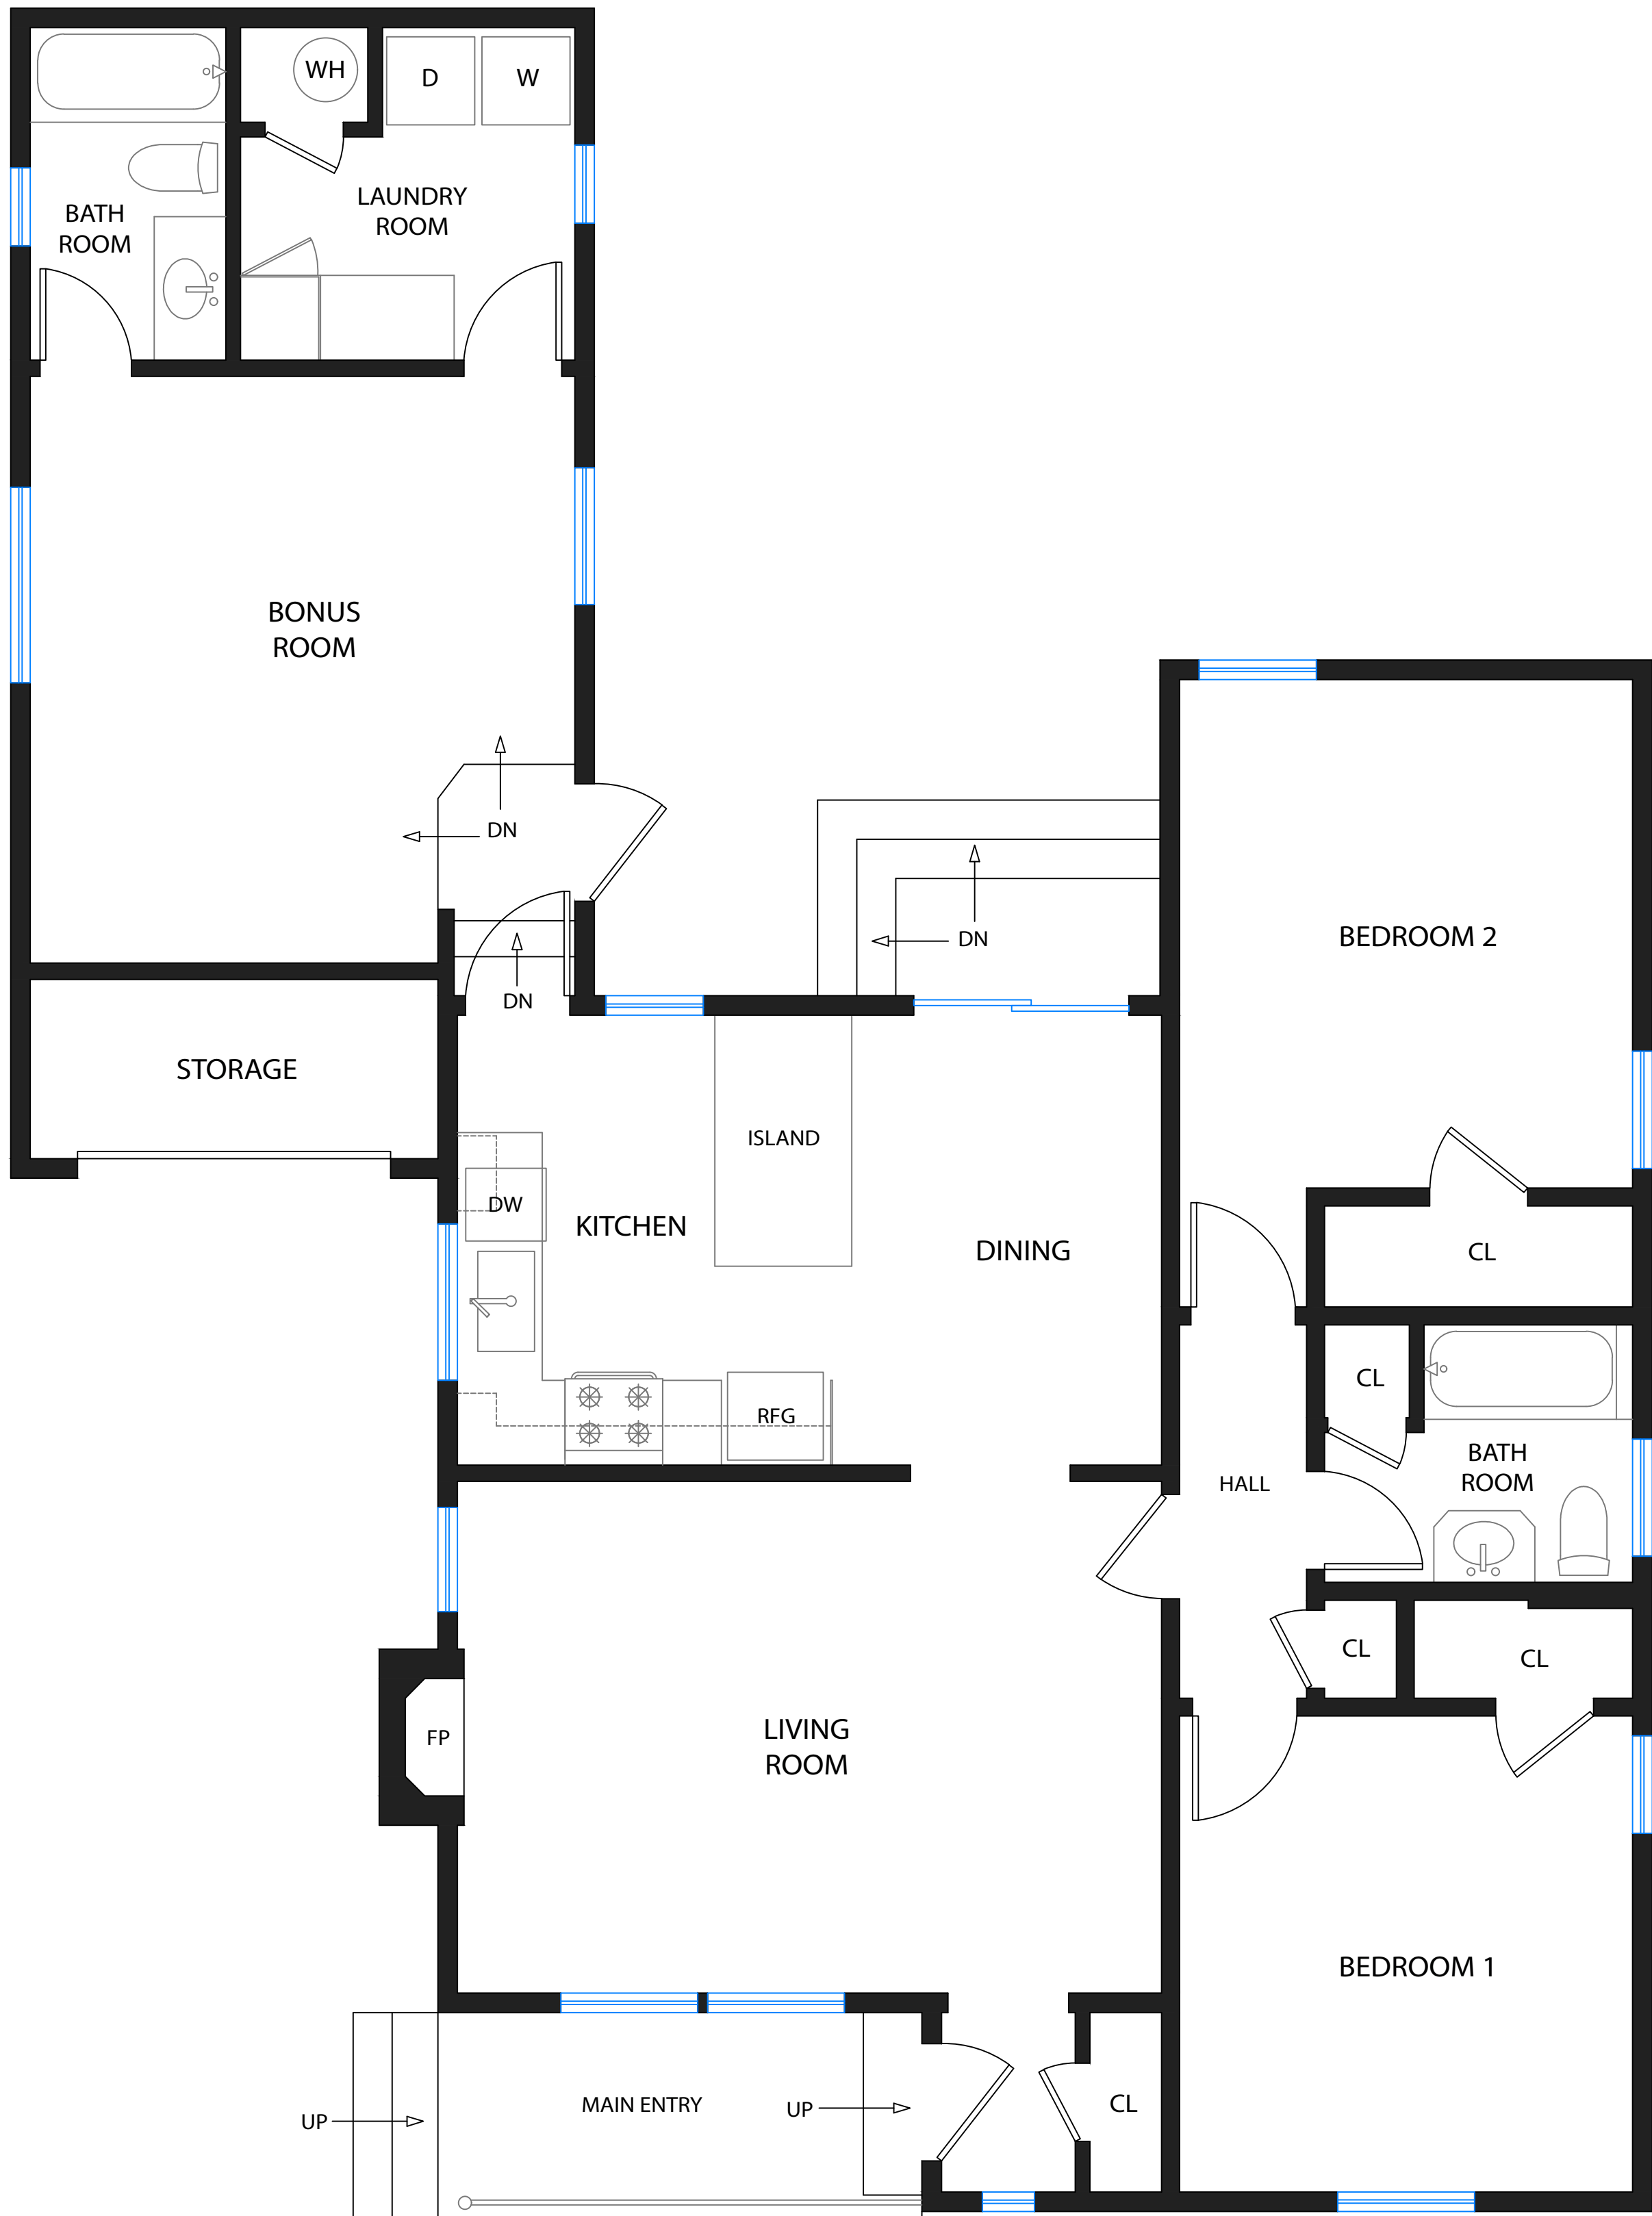 WH
D
W
BATH
ROOM
LAUNDRY
ROOM
BONUS
ROOM
DN
DN
DN
BEDROOM 2
STORAGE
ISLAND
DW
KITCHEN
DINING
CL
CL
RFG
BATH
ROOM
HALL
CL
CL
FP
LIVING
ROOM
BEDROOM 1
MAIN ENTRY
UP
UP
CL